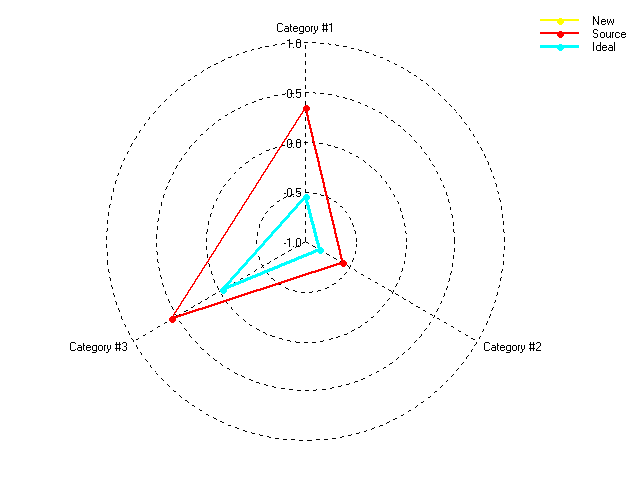 New
Source
Ideal
Category #1
1.0
0.5
0.0
-0.5
-1.0
Category #3
Category #2